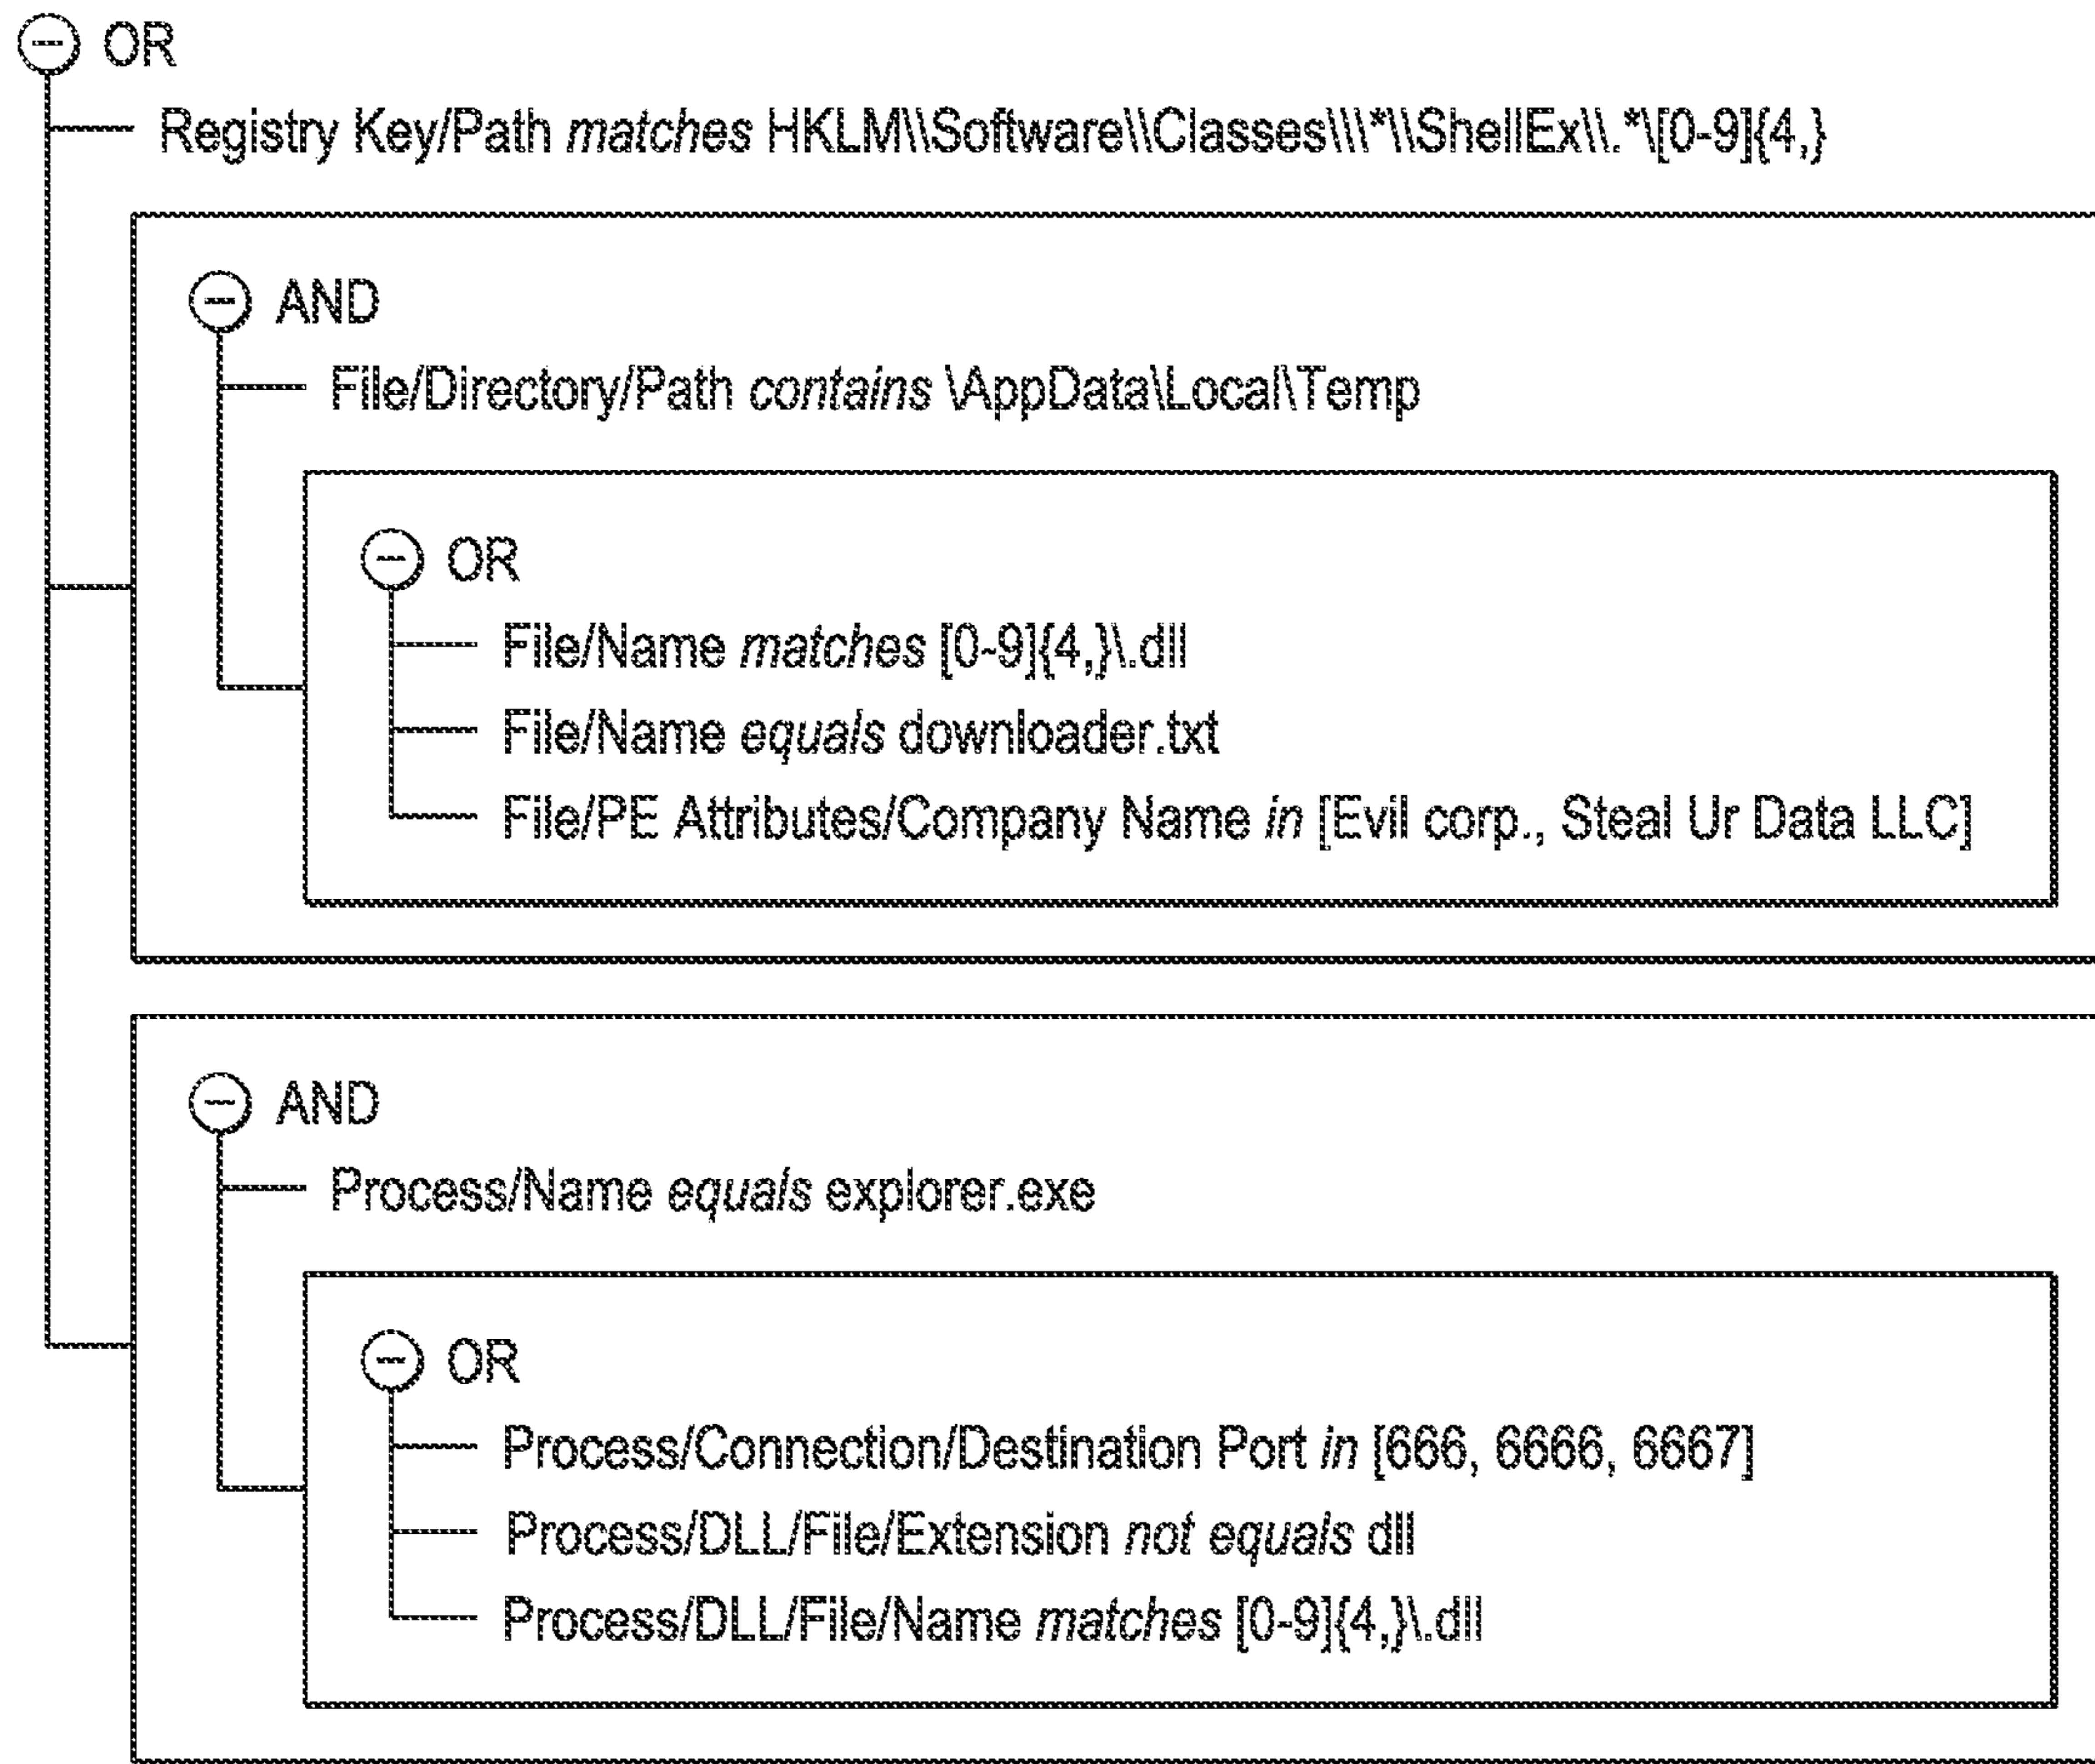 OR
Registry Key/Path matches HKLM\\Software\\Classes\\\*\\ShellEx\\.*\[0-9]{4,}
AND
File/Directory/Path contains \AppData\Local\Temp
OR
File/Name matches [0-9]{4,}\.dll
File/Name equals downloader.txt
File/PE Attributes/Company Name in [Evil corp., Steal Ur Data LLC]
AND
Process/Name equals explorer.exe
OR
Process/Connection/Destination Port in [666, 6666, 6667]
Process/DLL/File/Extension not equals dll
Process/DLL/File/Name matches [0-9]{4,}\.dll